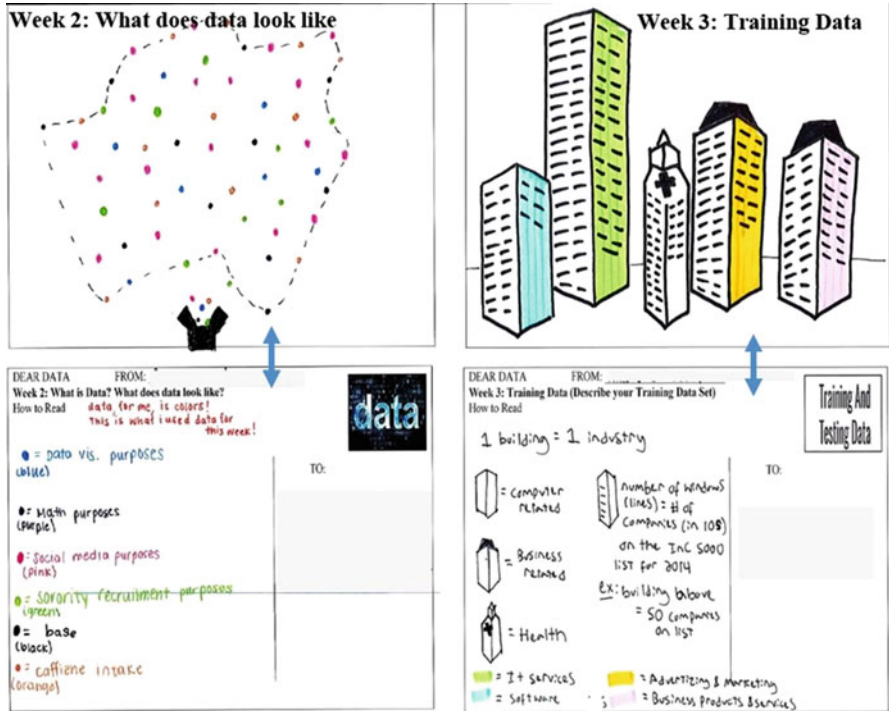 Week 2: What does data look like
Week 3: Training Data
DEAR DATA FROM:
Week 2: What is Data? What does data look like?
How to Read
data for me, is colors!
This is what i used data for
this week!
data
TO:
= Data vis. purposes
(blue)
= Math purposes
(purple)
= Social media purposes
(pink)
= Sorority recruitment purposes
(green)
= base
(black)
= caffiene intake
(orange)
DEAR DATA FROM:
Week 3: Training Data (Describe your Training Data Set)
How to Read
Training And
Testing Data
TO:
1 building = 1 industry
= computer
related
= Business
related
= Health
number of windows
(lines) = # of
companies (in 10s)
on the Inc 5000
list for 2014
ex: building above
= 50 companies
on list
= It services
= Software
= Advertizing & marketing
= Business products & services